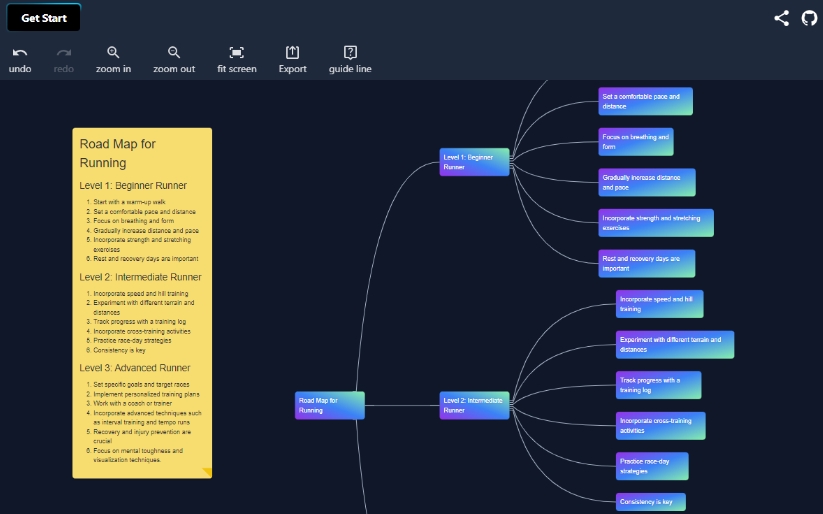 Get Start
undo
redo
zoom in
zoom out
fit screen
Export
guide line
Road Map for
Running
Level 1: Beginner Runner
1. Start with a warm-up walk
2. Set a comfortable pace and distance
3. Focus on breathing and form
4. Gradually increase distance and pace
5. Incorporate strength and stretching
exercises
6. Rest and recovery days are important
Level 2: Intermediate Runner
1. Incorporate speed and hill training
2. Experiment with different terrain and
distances
3. Track progress with a training log
4. Incorporate cross-training activities
5. Practice race-day strategies
6. Consistency is key
Level 3: Advanced Runner
1. Set specific goals and target races
2. Implement personalized training plans
3. Work with a coach or trainer
4. Incorporate advanced techniques such
as interval training and tempo runs
5. Recovery and injury prevention are
crucial
6. Focus on mental toughness and
visualization techniques.
Road Map for
Running
Level 1: Beginner
Runner
Set a comfortable pace and
distance
Focus on breathing and
form
Gradually increase distance
and pace
Incorporate strength and stretching
exercises
Rest and recovery days are
important
Level 2: Intermediate
Runner
Incorporate speed and hill
training
Experiment with different terrain and
distances
Track progress with a
training log
Incorporate cross-training
activities
Practice race-day
strategies
Consistency is key